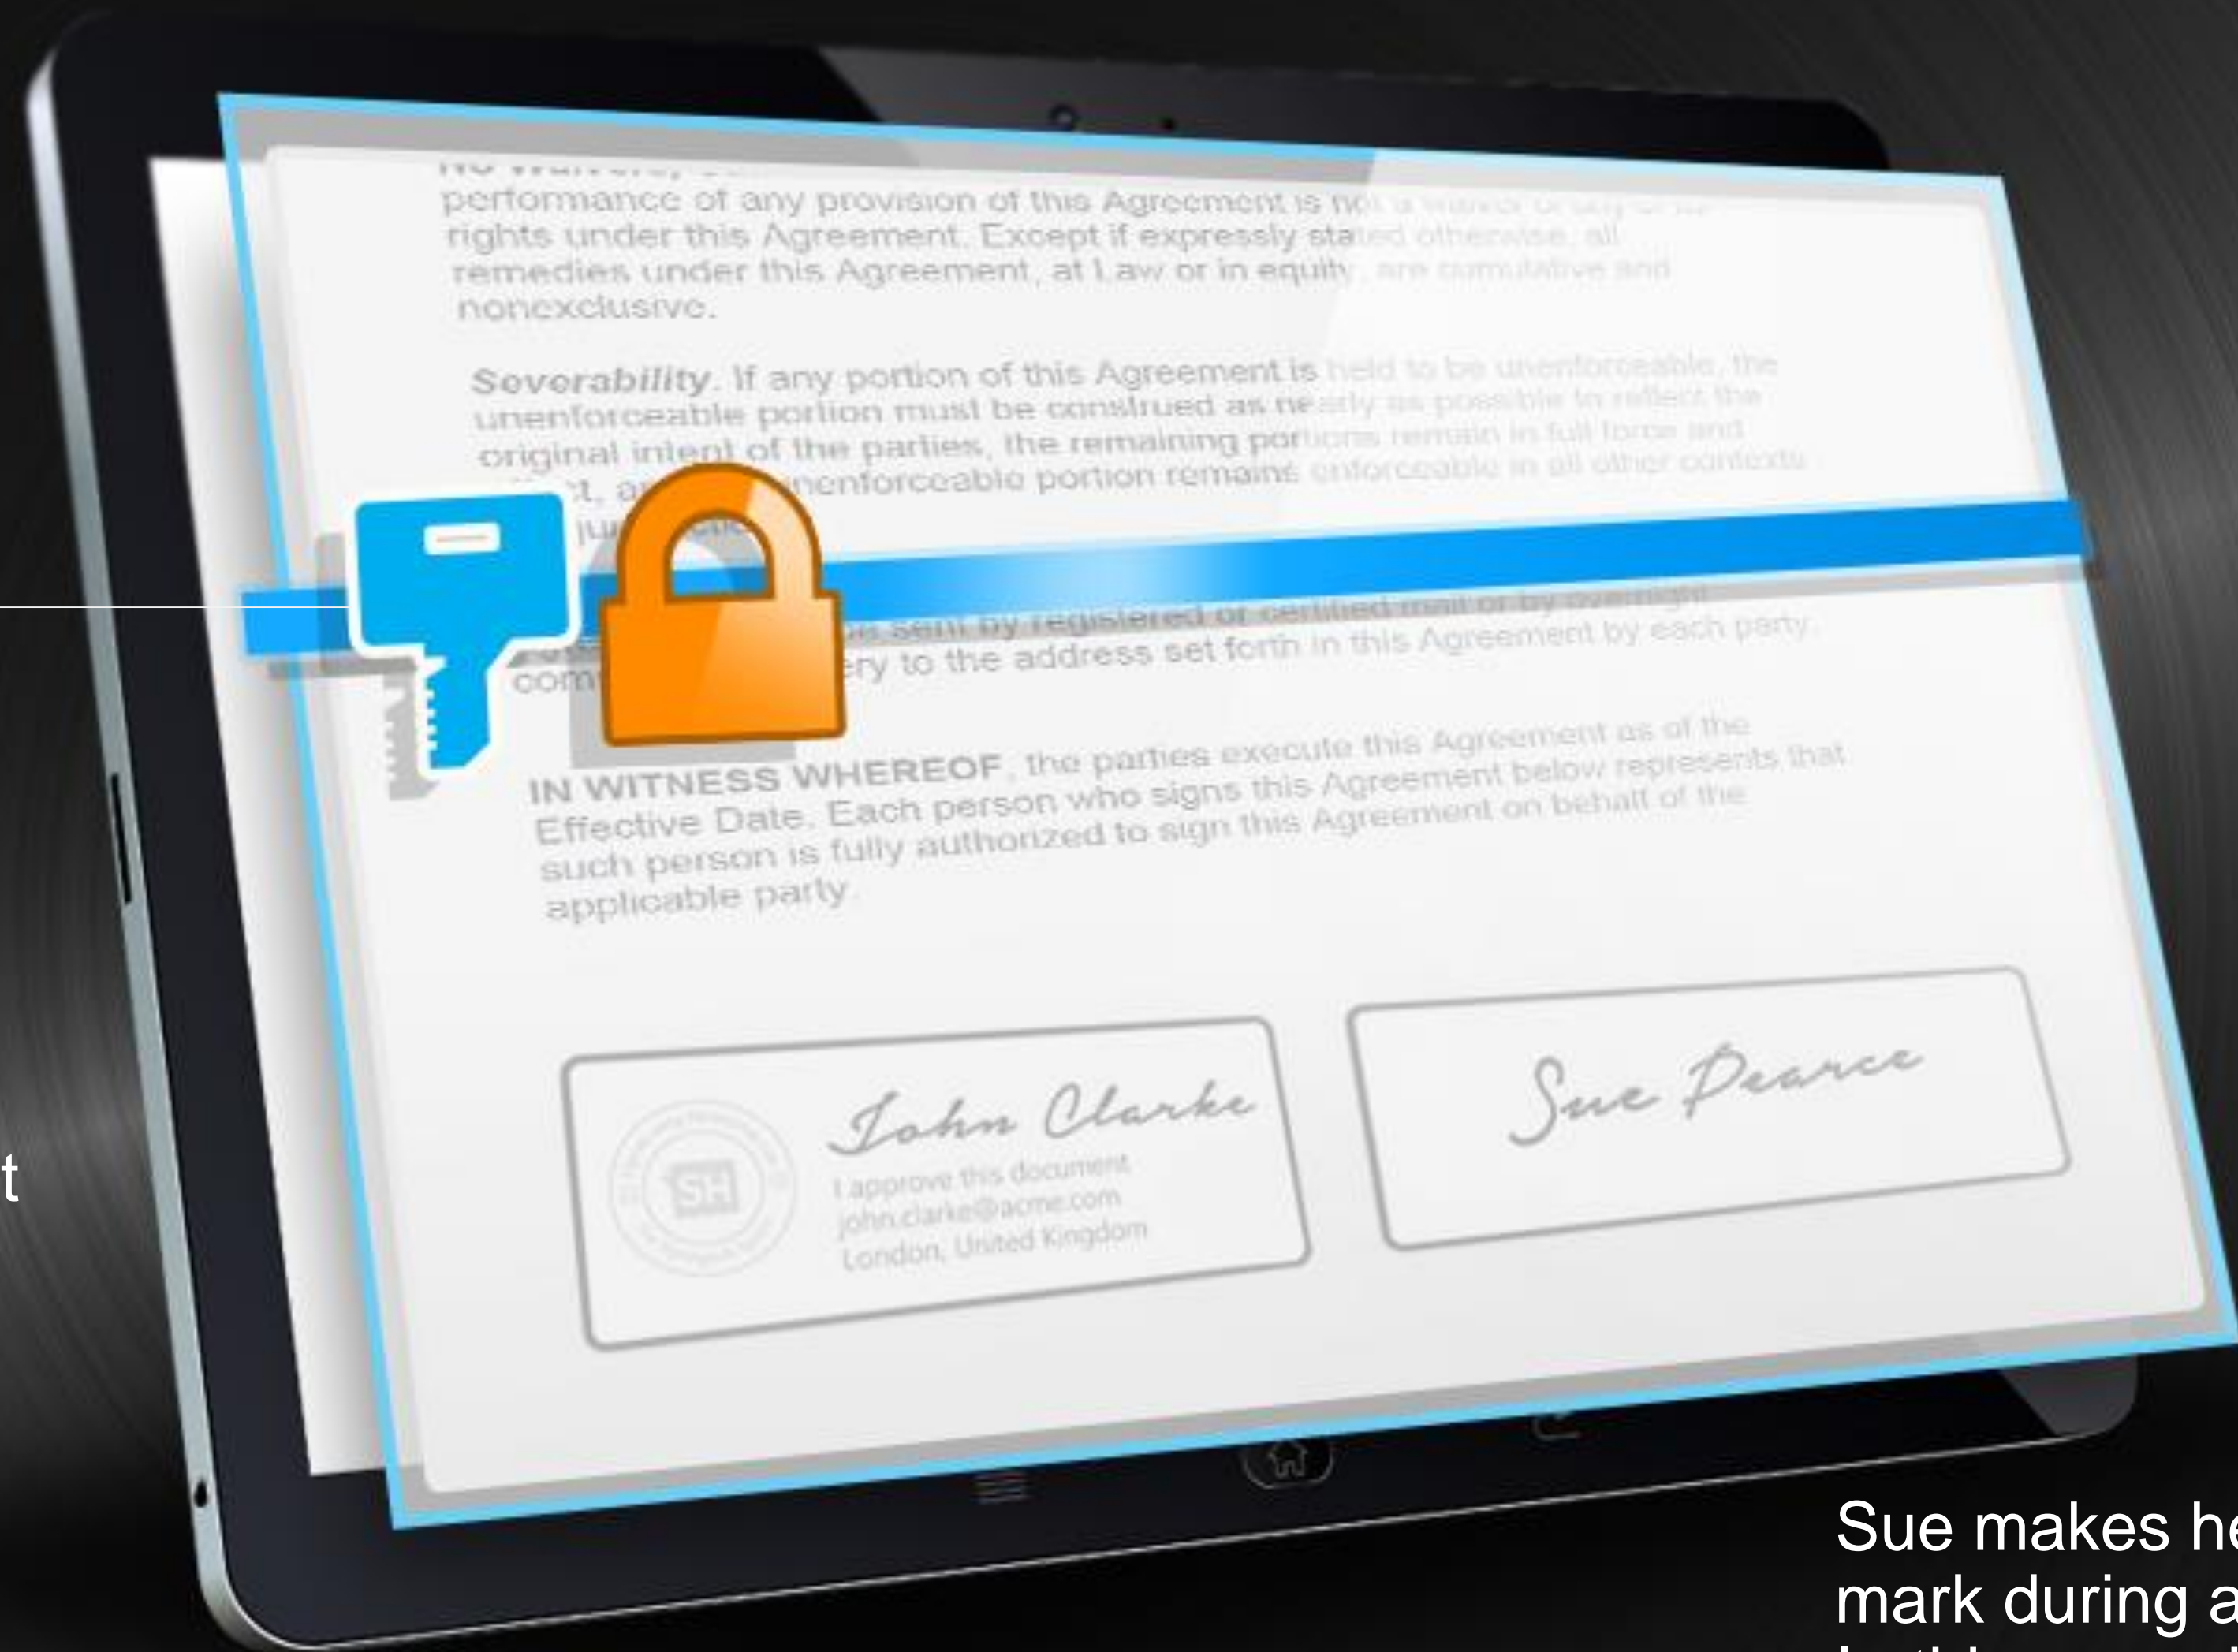 performance of any provision of this Agreement is not a waiver of any of its
rights under this Agreement. Except if expressly stated otherwise, all
remedies under this Agreement, at Law or in equity, are cumulative and
nonexclusive.
Severability. If any portion of this Agreement is held to be unenforceable, the
unenforceable portion must be construed as nearly as possible to reflect the
original intent of the parties, the remaining portions remain in full force and
unenforceable portion remains enforceable in all other contexts
be sent by registered or certified mail or by overnight
to the address set forth in this Agreement by each party.
IN WITNESS WHEREOF, the parties execute this Agreement as of the
Effective Date. Each person who signs this Agreement below represents that
such person is fully authorized to sign this Agreement on behalf of the
applicable party.
John Clarke
I approve this document
john.clarke@acme.com
London, United Kingdom
SH
Sue Pearce
t
Sue makes he
mark during a